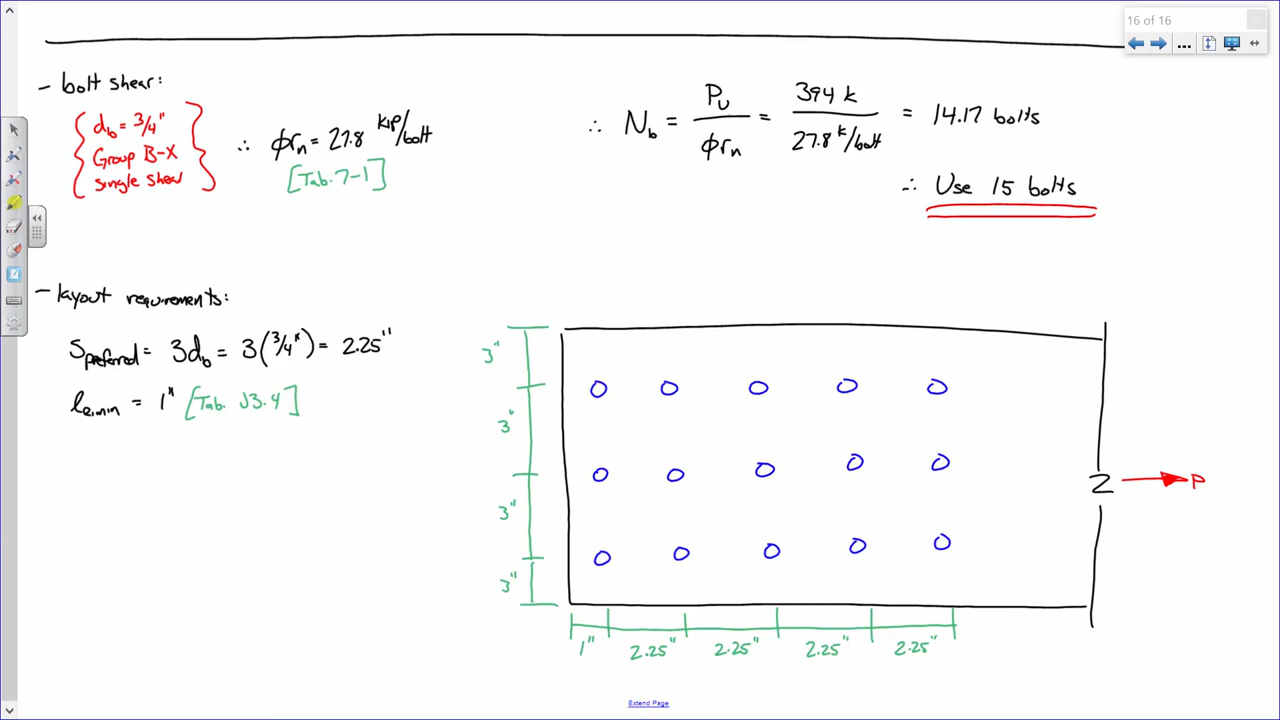 16 of 16
- bolt shear:
d_b = 3/4"
Group B-X
single shear
∴ ϕr_n = 27.8 kip/bolt
[Tab. 7-1]
∴ N_b = P_u / ϕr_n = 394 k / 27.8 k/bolt = 14.17 bolts
∴ Use 15 bolts
- layout requirements:
S_preferred = 3d_b = 3(3/4") = 2.25"
l_e,min = 1" [Tab. J3.4]
3"
3"
3"
3"
P
1" 2.25" 2.25" 2.25" 2.25"
Extend Page